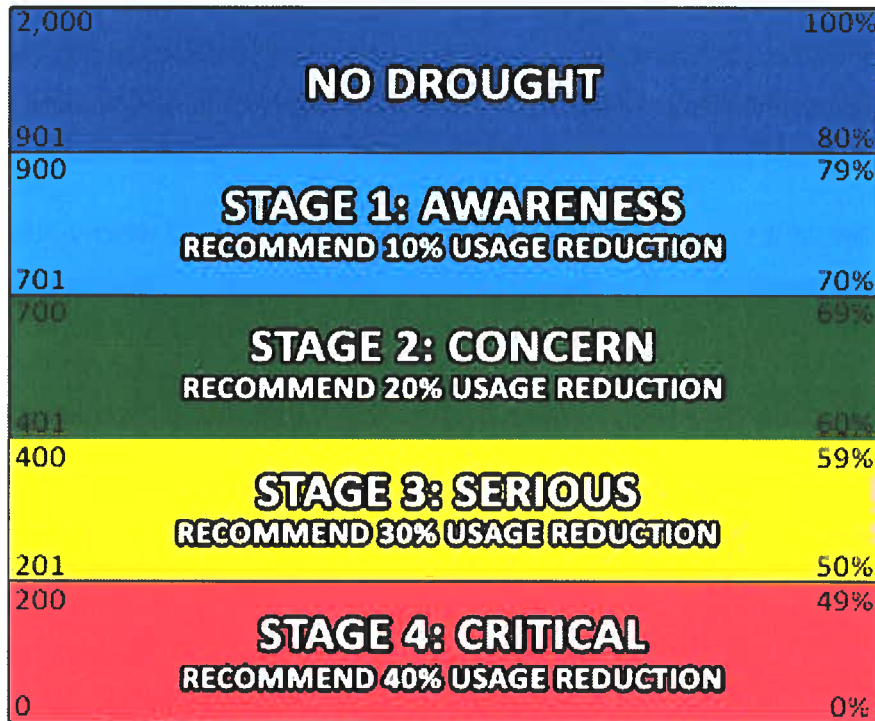 2,000 100%
NO DROUGHT
901 80%
900 79%
STAGE 1: AWARENESS
RECOMMEND 10% USAGE REDUCTION
701 70%
700 69%
STAGE 2: CONCERN
RECOMMEND 20% USAGE REDUCTION
401 60%
400 59%
STAGE 3: SERIOUS
RECOMMEND 30% USAGE REDUCTION
201 50%
200 49%
STAGE 4: CRITICAL
RECOMMEND 40% USAGE REDUCTION
0 0%